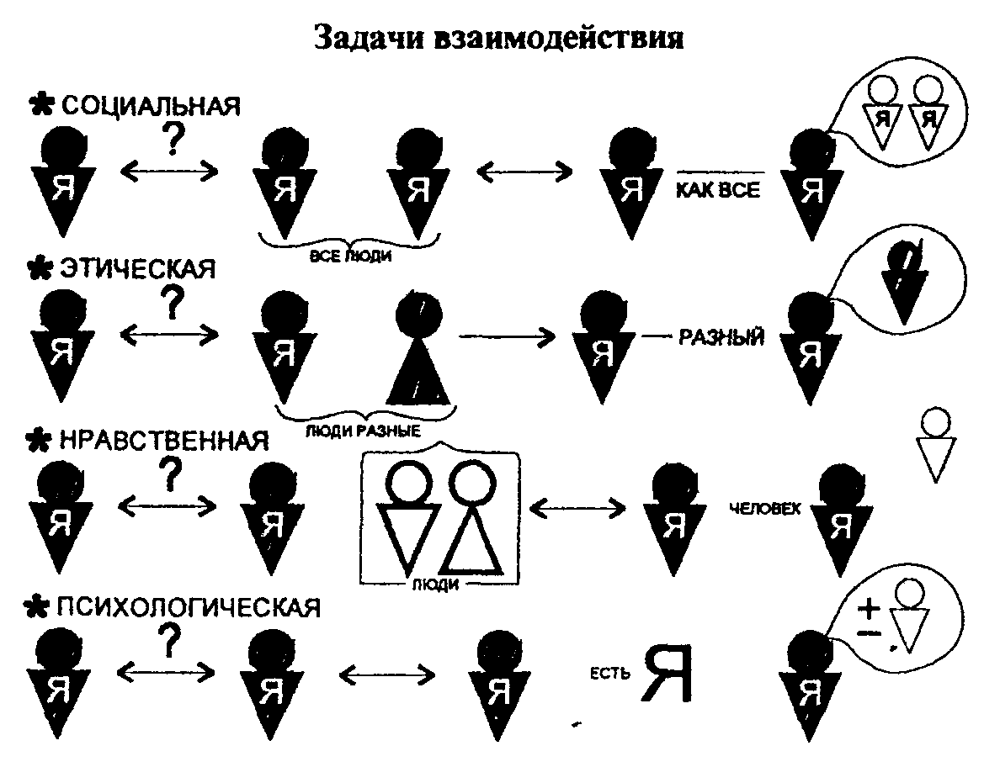 Задачи взаимодействия
* СОЦИАЛЬНАЯ
Я Я
? 
Я Я Я Я КАК ВСЕ Я
ВСЕ ЛЮДИ
* ЭТИЧЕСКАЯ
?
Я Я Я РАЗНЫЙ Я
ЛЮДИ РАЗНЫЕ
* НРАВСТВЕННАЯ
?
Я Я Я ЧЕЛОВЕК Я
ЛЮДИ
* ПСИХОЛОГИЧЕСКАЯ
+
?
−
Я Я Я ЕСТЬ Я Я